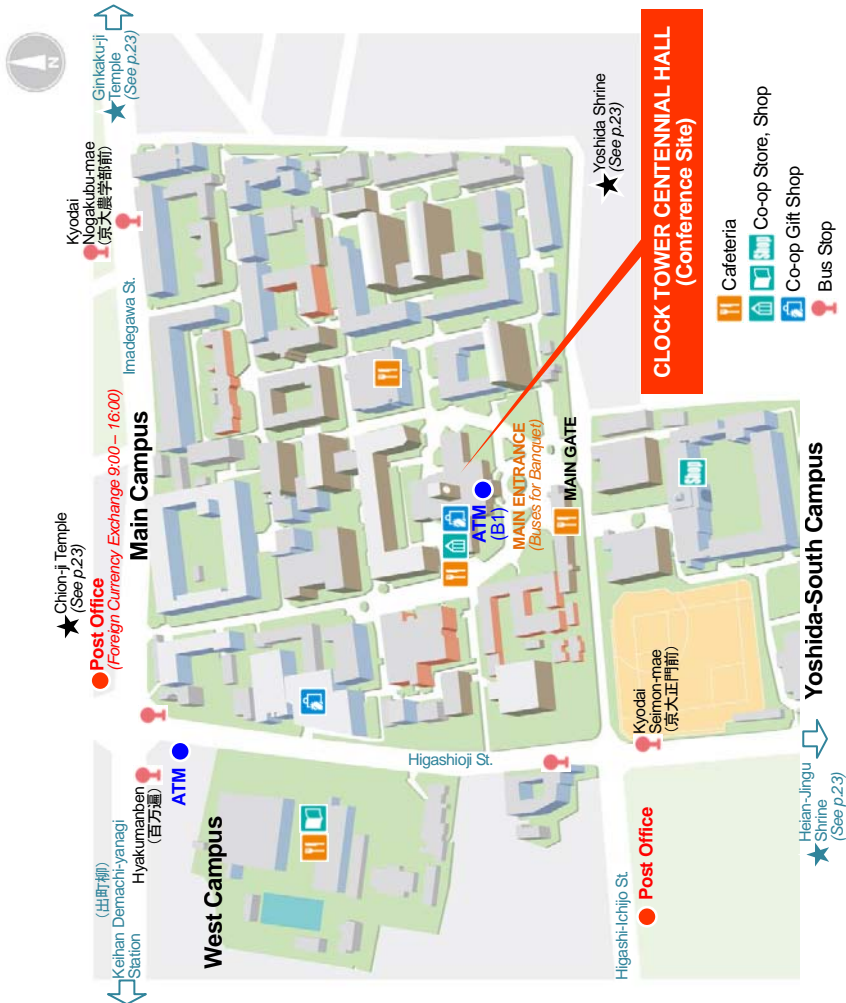 N
Ginkaku-ji
Temple
(See p.23)
Kyodai
Nogakubu-mae
(京大農学部前)
Imadegawa St.
Yoshida Shrine
(See p.23)
CLOCK TOWER CENTENNIAL HALL
(Conference Site)
Cafeteria
Shop Co-op Store, Shop
Co-op Gift Shop
Bus Stop
Chion-ji Temple
(See p.23)
Post Office
(Foreign Currency Exchange 9:00 – 16:00)
Main Campus
ATM
(B1)
MAIN ENTRANCE
(Buses for Banquet)
MAIN GATE
Shop
Yoshida-South Campus
Kyodai
Seimon-mae
(京大正門前)
Higashioji St.
ATM
Hyakumanben
(百万遍)
West Campus
(出町柳)
Keihan Demachi-yanagi
Station
Higashi-Ichijo St.
Post Office
Heian-Jingu
Shrine
(See p.23)